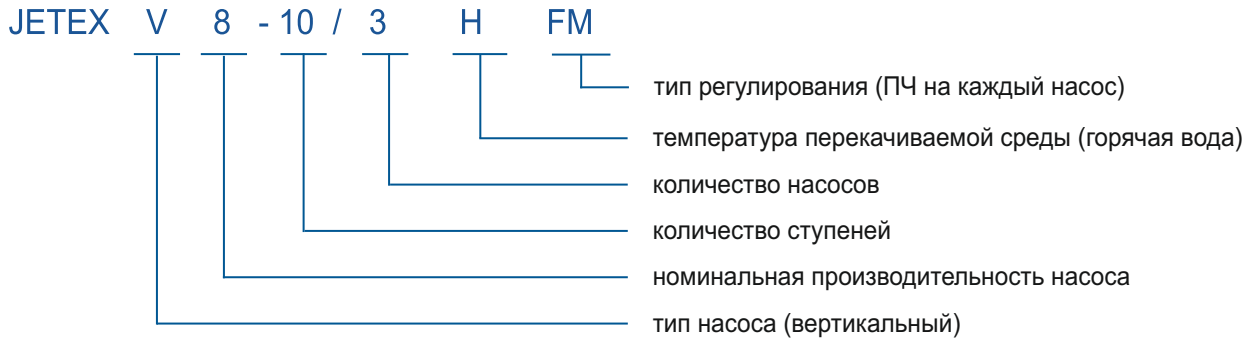 JETEX V 8 - 10 / 3 H FM
тип регулирования (ПЧ на каждый насос)
температура перекачиваемой среды (горячая вода)
количество насосов
количество ступеней
номинальная производительность насоса
тип насоса (вертикальный)